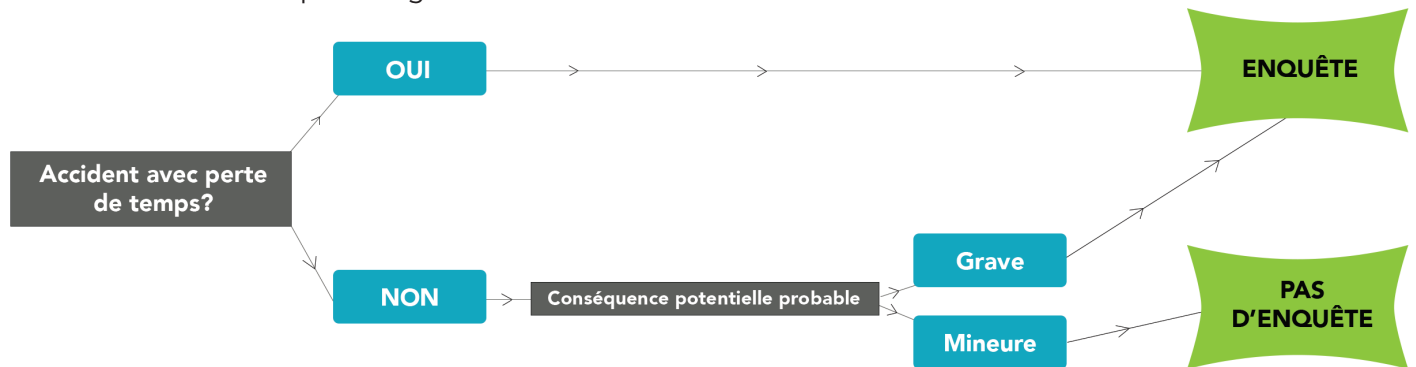 OUI
ENQUÊTE
Accident avec perte
de temps?
Grave
NON
Conséquence potentielle probable
PAS
D'ENQUÊTE
Mineure